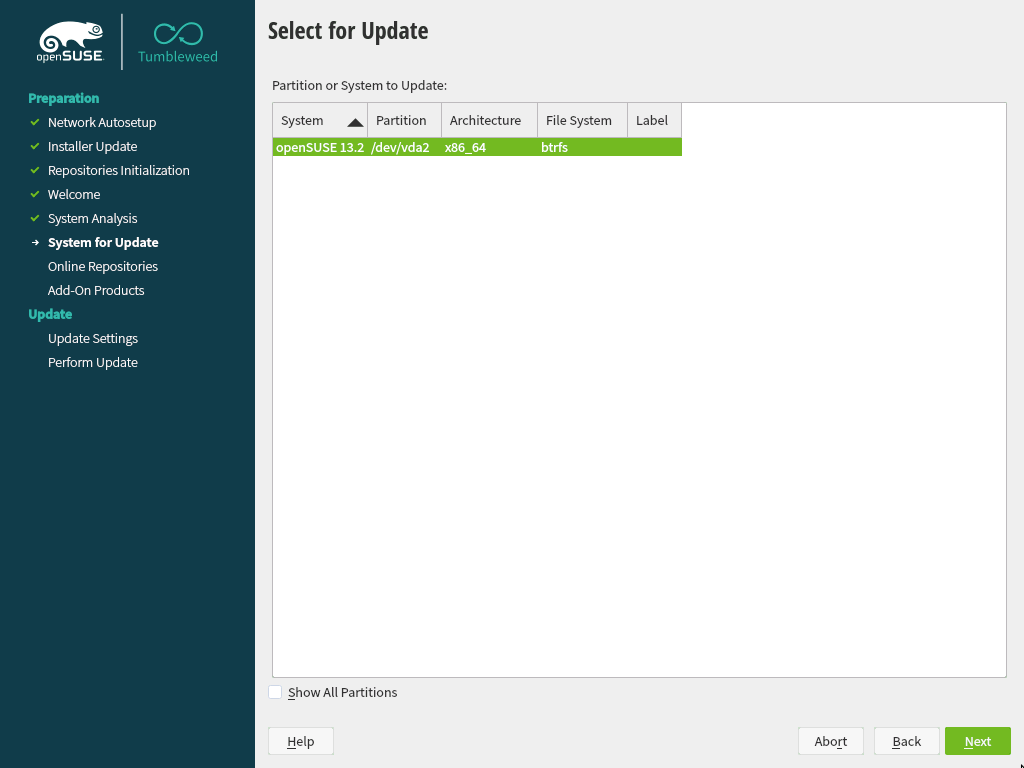 openSUSE
Tumbleweed
Preparation
Network Autosetup
Installer Update
Repositories Initialization
Welcome
System Analysis
System for Update
Online Repositories
Add-On Products
Update
Update Settings
Perform Update
Select for Update
Partition or System to Update:
System Partition Architecture File System Label
openSUSE 13.2 /dev/vda2 x86_64 btrfs
Show All Partitions
Help Abort Back Next